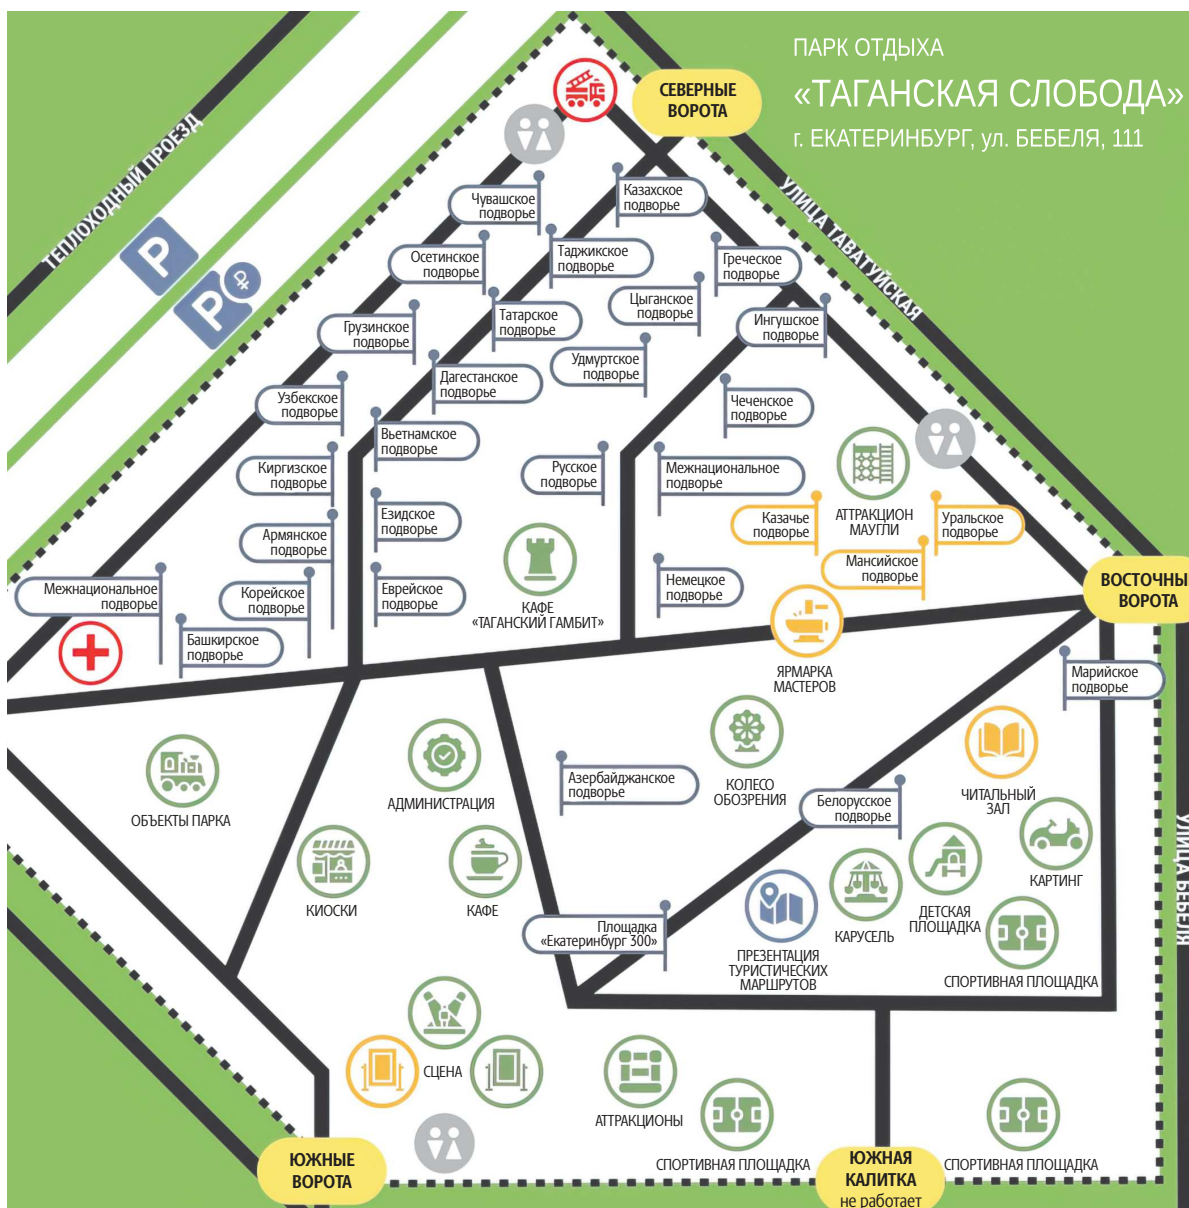 ПАРК ОТДЫХА
«ТАГАНСКАЯ СЛОБОДА»
г. ЕКАТЕРИНБУРГ, ул. БЕБЕЛЯ, 111
СЕВЕРНЫЕ
ВОРОТА
ТЕПЛОХОДНЫЙ ПРОЕЗД
УЛИЦА ТАВАТУЙСКАЯ
P
P
₽
Чувашское
подворье
Казахское
подворье
Осетинское
подворье
Таджикское
подворье
Греческое
подворье
Грузинское
подворье
Татарское
подворье
Цыганское
подворье
Ингушское
подворье
Узбекское
подворье
Дагестанское
подворье
Удмуртское
подворье
Чеченское
подворье
Вьетнамское
подворье
Киргизское
подворье
Русское
подворье
Межнациональное
подворье
АТТРАКЦИОН
МАУГЛИ
Казачье
подворье
Уральское
подворье
Армянское
подворье
Езидское
подворье
Мансийское
подворье
Межнациональное
подворье
Корейское
подворье
Еврейское
подворье
КАФЕ
«ТАГАНСКИЙ ГАМБИТ»
Немецкое
подворье
ВОСТОЧНЫ
ВОРОТА
Башкирское
подворье
ЯРМАРКА
МАСТЕРОВ
Марийское
подворье
ОБЪЕКТЫ ПАРКА
АДМИНИСТРАЦИЯ
Азербайджанское
подворье
КОЛЕСО
ОБОЗРЕНИЯ
Белорусское
подворье
ЧИТАЛЬНЫЙ
ЗАЛ
УЛИЦА БЕБЕЛЯ
КИОСКИ
КАФЕ
КАРТИНГ
Площадка
«Екатеринбург 300»
ПРЕЗЕНТАЦИЯ
ТУРИСТИЧЕСКИХ
МАРШРУТОВ
КАРУСЕЛЬ
ДЕТСКАЯ
ПЛОЩАДКА
СПОРТИВНАЯ ПЛОЩАДКА
СЦЕНА
АТТРАКЦИОНЫ
СПОРТИВНАЯ ПЛОЩАДКА
СПОРТИВНАЯ ПЛОЩАДКА
ЮЖНЫЕ
ВОРОТА
ЮЖНАЯ
КАЛИТКА
не работает